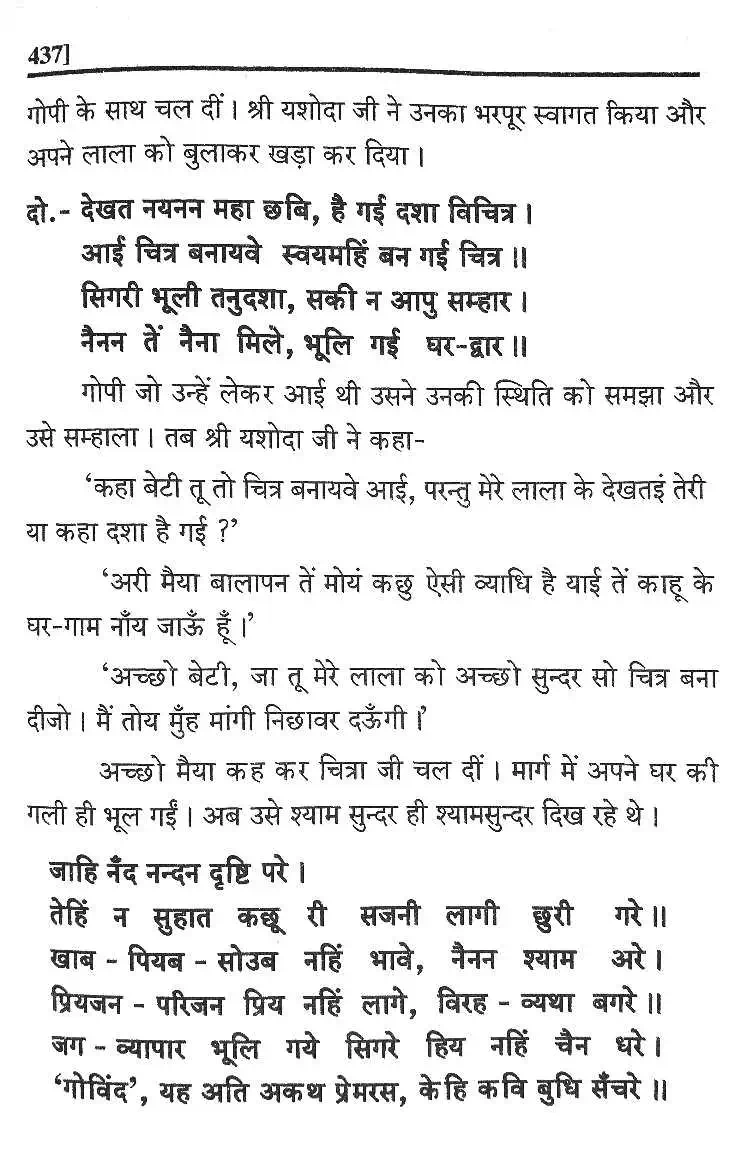 437]
गोपी के साथ चल दीं । श्री यशोदा जी ने उनका भरपूर स्वागत किया और
अपने लाला को बुलाकर खड़ा कर दिया ।
दो.- देखत नयनन महा छबि, है गई दशा विचित्र ।
आई चित्र बनायवे स्वयमहिं बन गई चित्र ॥
सिगरी भूली तनुदशा, सकी न आपु सम्हार ।
नैनन तें नैना मिले, भूलि गई घर-द्वार ॥
गोपी जो उन्हें लेकर आई थी उसने उनकी स्थिति को समझा और
उसे सम्हाला । तब श्री यशोदा जी ने कहा-
‘कहा बेटी तू तो चित्र बनायवे आई, परन्तु मेरे लाला के देखतइं तेरी
या कहा दशा है गई ?’
‘अरी मैया बालापन तें मोयं कछु ऐसी व्याधि है याई तें काहू के
घर-गाम नाँय जाऊँ हूँ ।’
‘अच्छो बेटी, जा तू मेरे लाला को अच्छो सुन्दर सो चित्र बना
दीजो । मैं तोय मुँह मांगी निछावर दऊँगी ।’
अच्छो मैया कह कर चित्रा जी चल दीं । मार्ग में अपने घर की
गली ही भूल गईं । अब उसे श्याम सुन्दर ही श्यामसुन्दर दिख रहे थे ।
जाहि नँद नन्दन दृष्टि परे ।
तेहिं न सुहात कछू री सजनी लागी छुरी गरे ॥
खाब - पियब - सोउब नहिं भावे, नैनन श्याम अरे ।
प्रियजन - परिजन प्रिय नहिं लागे, विरह - व्यथा बगरे ॥
जग - व्यापार भूलि गये सिगरे हिय नहिं चैन धरे ।
‘गोविंद’, यह अति अकथ प्रेमरस, केहि कवि बुधि सँचरे ॥